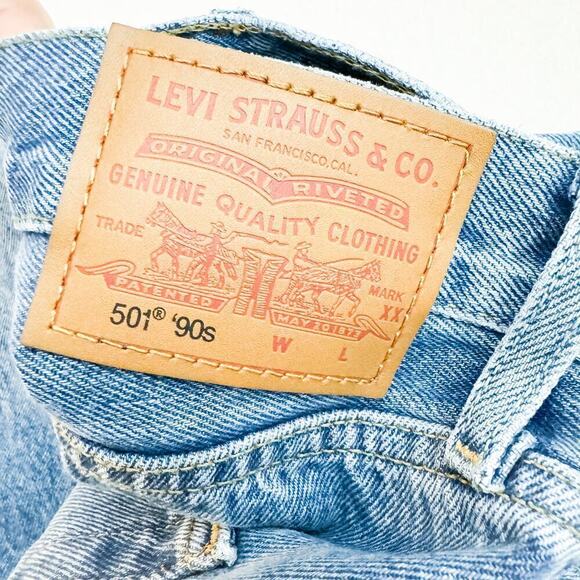 LEVI STRAUSS & CO.
SAN FRANCISCO, CAL.
ORIGINAL RIVETED
GENUINE QUALITY CLOTHING
TRADE MARK
PATENTED MAY 20 1873
XX
501® '90s
W L